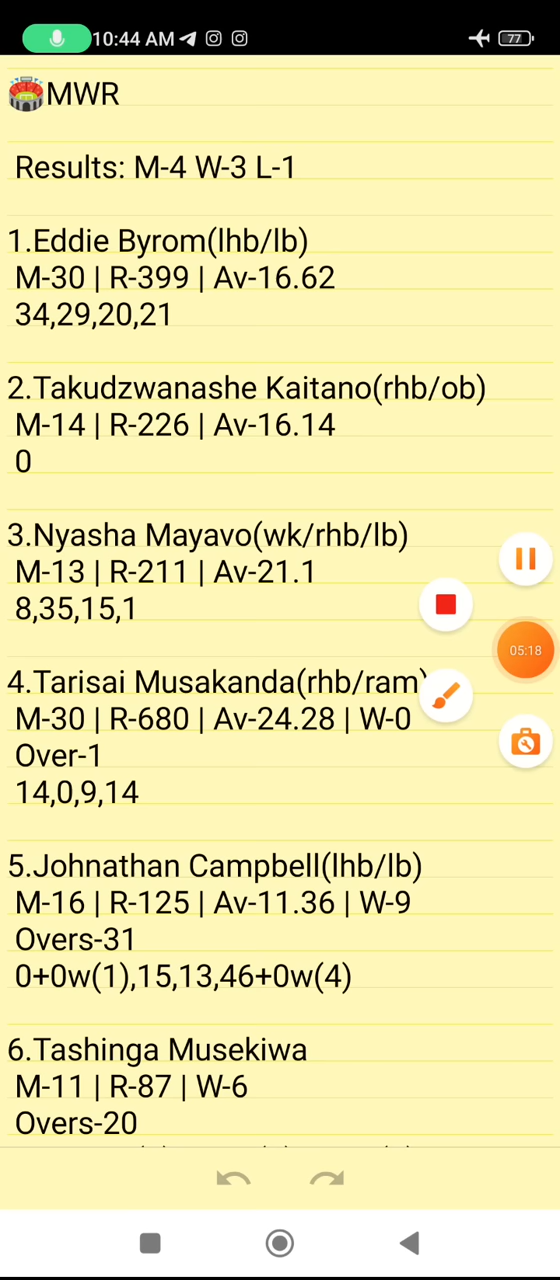 10:44 AM
77
MWR
Results: M-4 W-3 L-1
1.Eddie Byrom(lhb/lb)
M-30 | R-399 | Av-16.62
34,29,20,21
2.Takudzwanashe Kaitano(rhb/ob)
M-14 | R-226 | Av-16.14
0
3.Nyasha Mayavo(wk/rhb/lb)
M-13 | R-211 | Av-21.1
8,35,15,1
05:18
4.Tarisai Musakanda(rhb/ram)
M-30 | R-680 | Av-24.28 | W-0
Over-1
14,0,9,14
5.Johnathan Campbell(lhb/lb)
M-16 | R-125 | Av-11.36 | W-9
Overs-31
0+0w(1),15,13,46+0w(4)
6.Tashinga Musekiwa
M-11 | R-87 | W-6
Overs-20